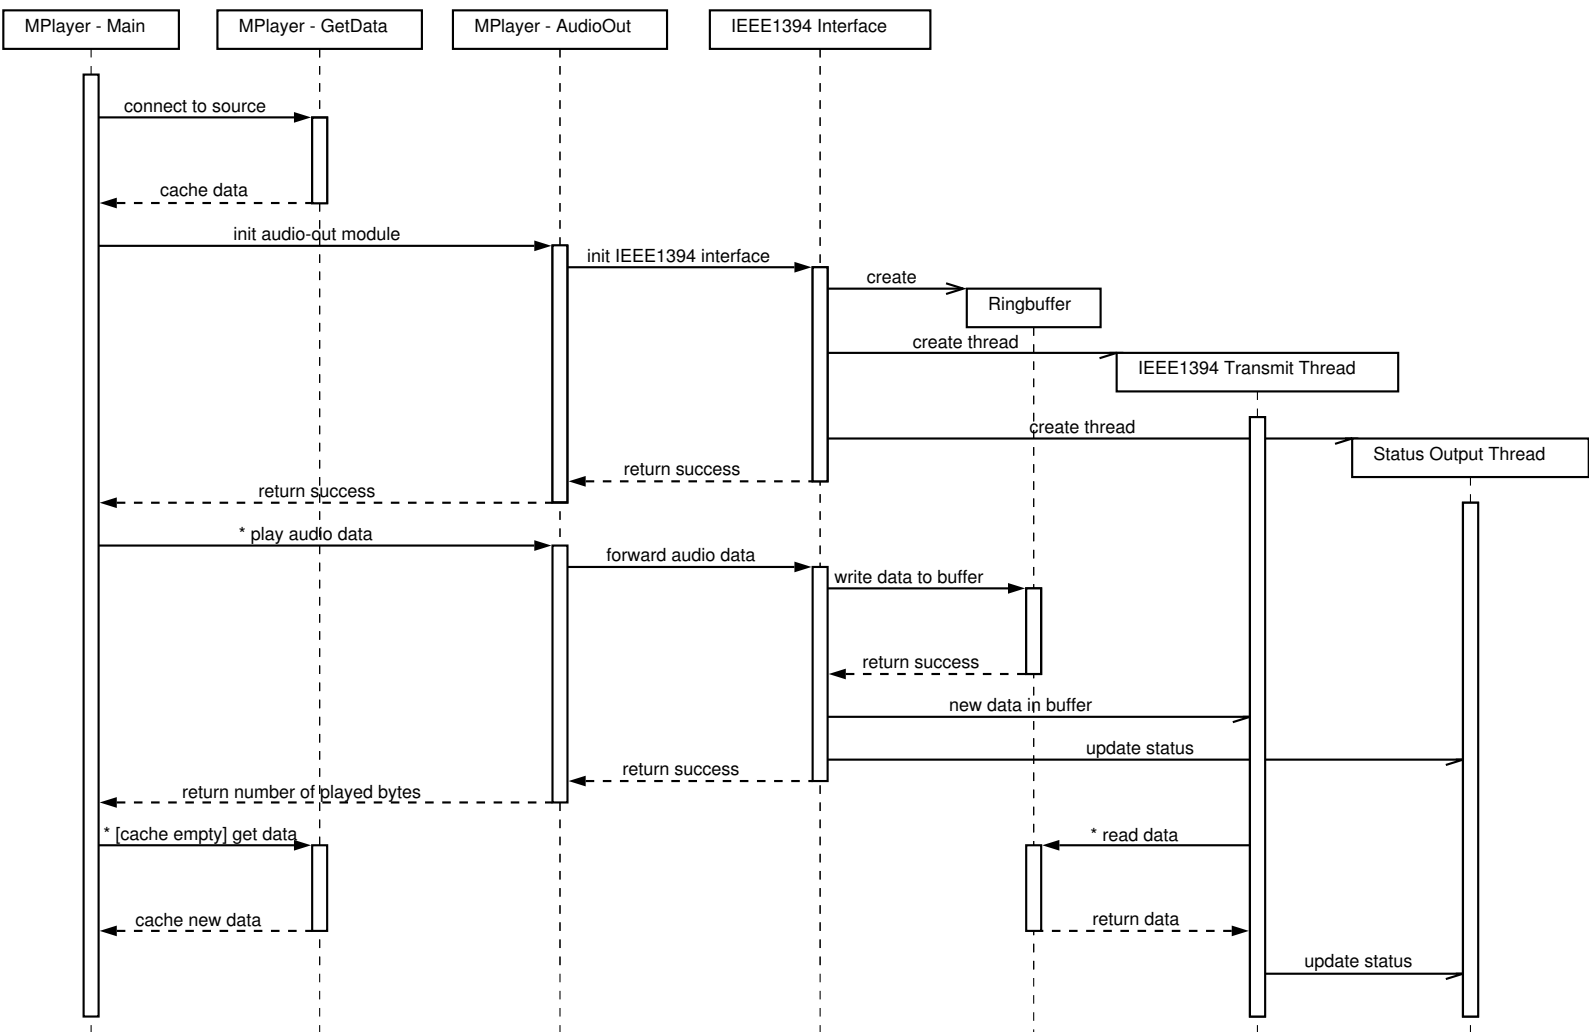 MPlayer - Main
MPlayer - GetData
MPlayer - AudioOut
IEEE1394 Interface
connect to source
cache data
init audio-out module
init IEEE1394 interface
create
Ringbuffer
create thread
IEEE1394 Transmit Thread
create thread
Status Output Thread
return success
return success
* play audio data
forward audio data
write data to buffer
return success
new data in buffer
update status
return success
return number of played bytes
* [cache empty] get data
* read data
cache new data
return data
update status